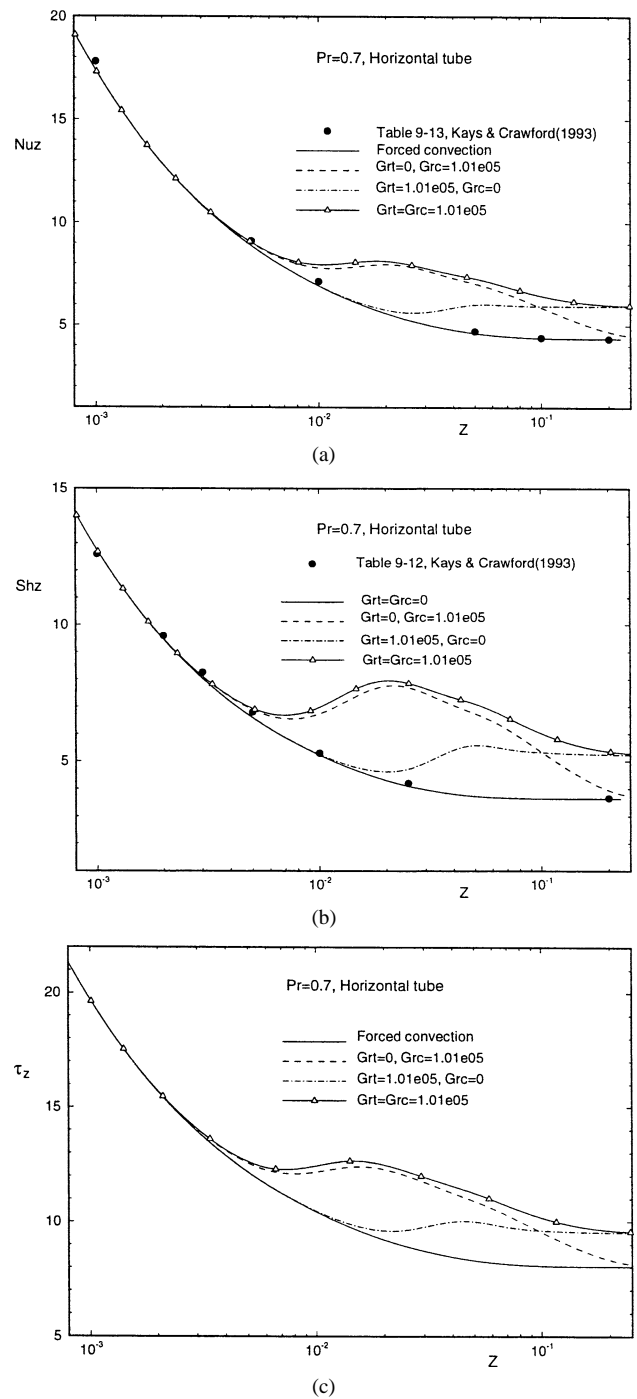 20
Pr=0.7, Horizontal tube
15
Nuz
Table 9-13, Kays & Crawford(1993)
Forced convection
Grt=0, Grc=1.01e05
Grt=1.01e05, Grc=0
Grt=Grc=1.01e05
10
5
10⁻³
10⁻²
10⁻¹
Z
(a)
15
Pr=0.7, Horizontal tube
Shz
Table 9-12, Kays & Crawford(1993)
Grt=Grc=0
Grt=0, Grc=1.01e05
Grt=1.01e05, Grc=0
Grt=Grc=1.01e05
10
5
10⁻³
10⁻²
10⁻¹
Z
(b)
Pr=0.7, Horizontal tube
20
τz
Forced convection
Grt=0, Grc=1.01e05
Grt=1.01e05, Grc=0
Grt=Grc=1.01e05
15
10
5
10⁻³
10⁻²
10⁻¹
Z
(c)